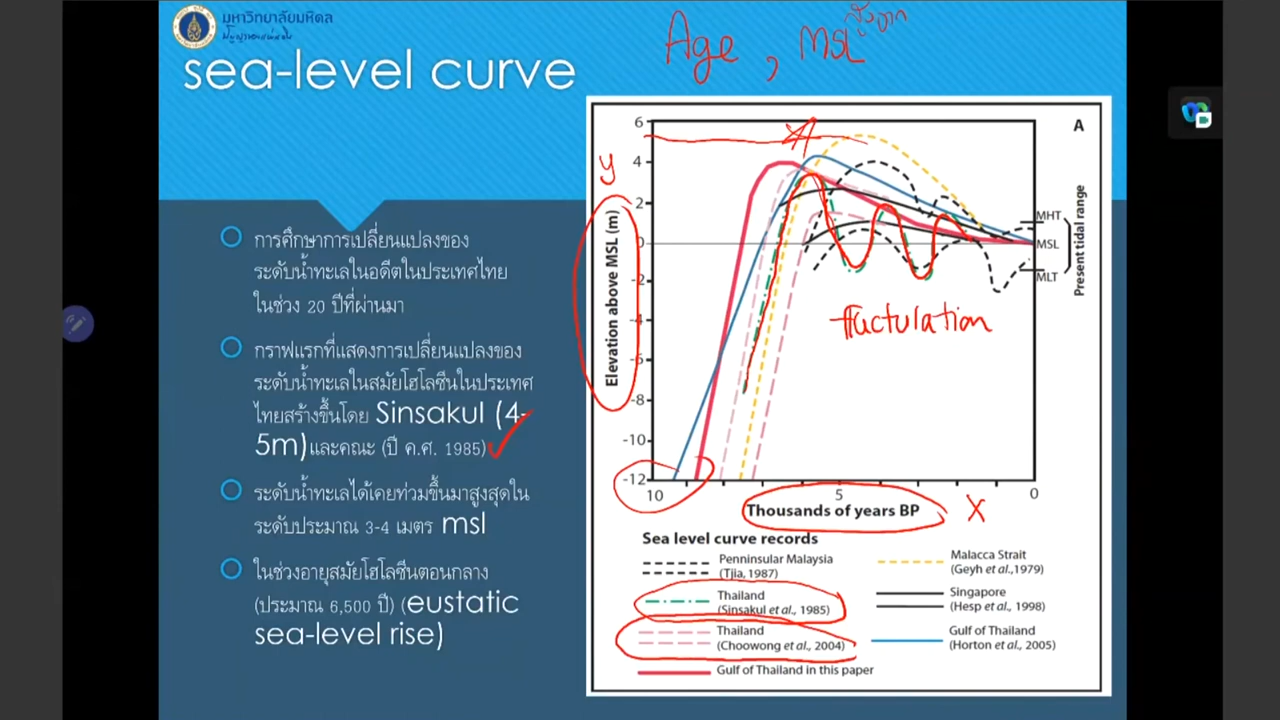 มหาวิทยาลัยมหิดล
ปัญญาของแผ่นดิน
sea-level curve
Age , MSL
การศึกษาการเปลี่ยนแปลงของ
ระดับน้ำทะเลในอดีตในประเทศไทย
ในช่วง 20 ปีที่ผ่านมา
กราฟแรกที่แสดงการเปลี่ยนแปลงของ
ระดับน้ำทะเลในสมัยโฮโลซีนในประเทศ
ไทยสร้างขึ้นโดย Sinsakul (4-
5m)และคณะ (ปี ค.ศ. 1985)
ระดับน้ำทะเลได้เคยท่วมขึ้นมาสูงสุดใน
ระดับประมาณ 3-4 เมตร msl
ในช่วงอายุสมัยโฮโลซีนตอนกลาง
(ประมาณ 6,500 ปี) (eustatic
sea-level rise)
A
y
Elevation above MSL (m)
6
4
2
0
-2
-4
-6
-8
-10
-12
MHT
MSL
MLT
Present tidal range
fluctulation
10
5
0
Thousands of years BP
X
Sea level curve records
Penninsular Malaysia
(Tjia, 1987)
Thailand
(Sinsakul et al., 1985)
Thailand
(Choowong et al., 2004)
Gulf of Thailand in this paper
Malacca Strait
(Geyh et al.,1979)
Singapore
(Hesp et al., 1998)
Gulf of Thailand
(Horton et al., 2005)